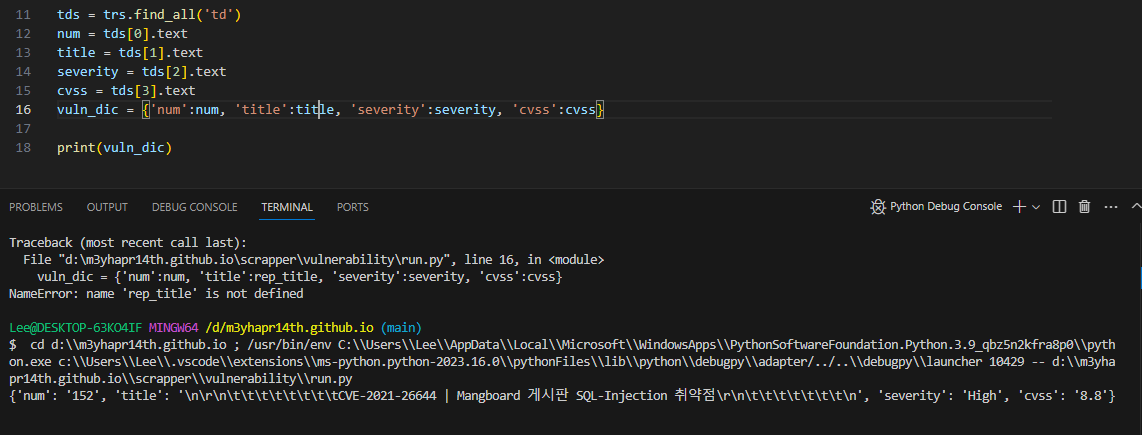 11 tds = trs.find_all('td')
12 num = tds[0].text
13 title = tds[1].text
14 severity = tds[2].text
15 cvss = tds[3].text
16 vuln_dic = {'num':num, 'title':title, 'severity':severity, 'cvss':cvss}
17
18 print(vuln_dic)
PROBLEMS OUTPUT DEBUG CONSOLE TERMINAL PORTS Python Debug Console
Traceback (most recent call last):
File "d:\m3yhapr14th.github.io\scrapper\vulnerability\run.py", line 16, in <module>
vuln_dic = {'num':num, 'title':rep_title, 'severity':severity, 'cvss':cvss}
NameError: name 'rep_title' is not defined
Lee@DESKTOP-63KO4IF MINGW64 /d/m3yhapr14th.github.io (main)
$ cd d:\\m3yhapr14th.github.io ; /usr/bin/env C:\\Users\\Lee\\AppData\\Local\\Microsoft\\WindowsApps\\PythonSoftwareFoundation.Python.3.9_qbz5n2kfra8p0\\pyth
on.exe c:\\Users\\Lee\\.vscode\\extensions\\ms-python.python-2023.16.0\\pythonFiles\\lib\\python\\debugpy\\adapter/../..\\debugpy\\launcher 10429 -- d:\\m3yha
pr14th.github.io\\scrapper\\vulnerability\\run.py
{'num': '152', 'title': '\n\r\n\t\t\t\t\t\t\t\tCVE-2021-26644 | Mangboard 게시판 SQL-Injection 취약점\r\n\t\t\t\t\t\t\t\n', 'severity': 'High', 'cvss': '8.8'}